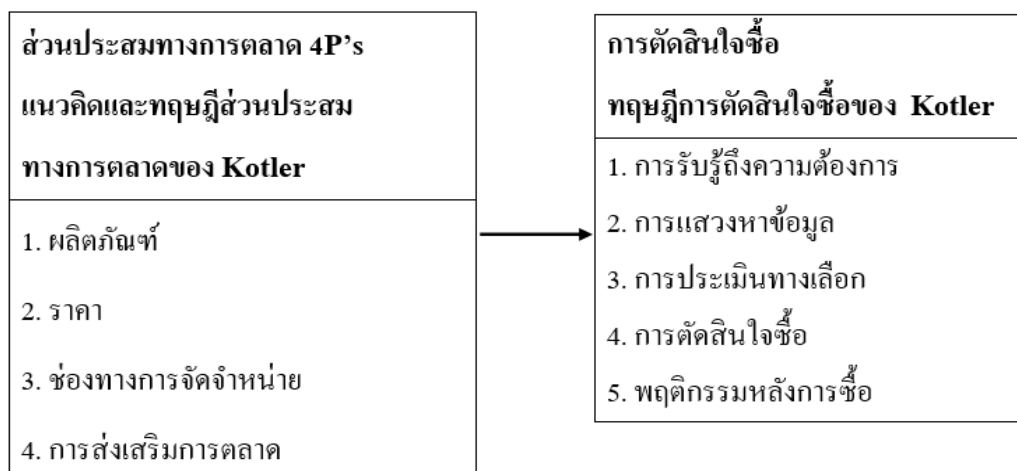 ส่วนประสมทางการตลาด 4P's
แนวคิดและทฤษฎีส่วนประสม
ทางการตลาดของ Kotler
1. ผลิตภัณฑ์
2. ราคา
3. ช่องทางการจัดจำหน่าย
4. การส่งเสริมการตลาด
การตัดสินใจซื้อ
ทฤษฎีการตัดสินใจซื้อของ Kotler
1. การรับรู้ถึงความต้องการ
2. การแสวงหาข้อมูล
3. การประเมินทางเลือก
4. การตัดสินใจซื้อ
5. พฤติกรรมหลังการซื้อ